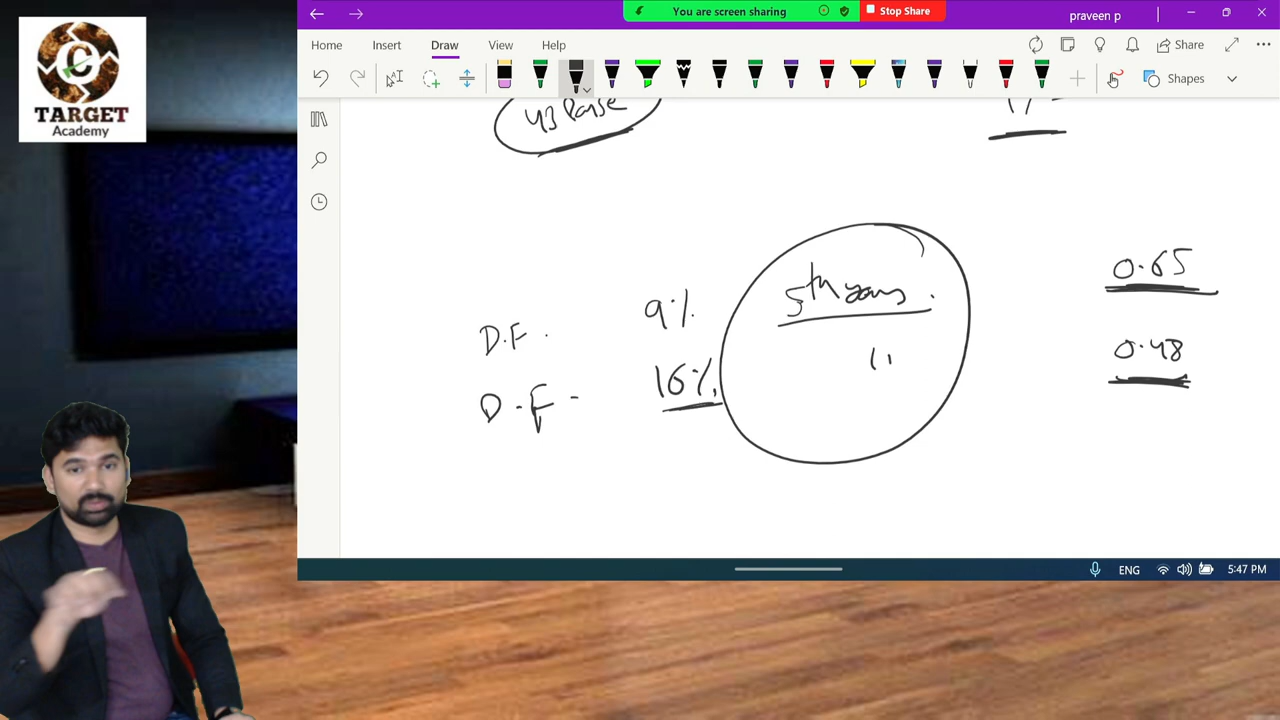 TARGET
Academy
You are screen sharing
Stop Share
praveen p
Home
Insert
Draw
View
Help
Share
Shapes
43 Paise
0.65
5th years.
9%
D.F.
0.48
16%.
D.F -
ENG
5:47 PM